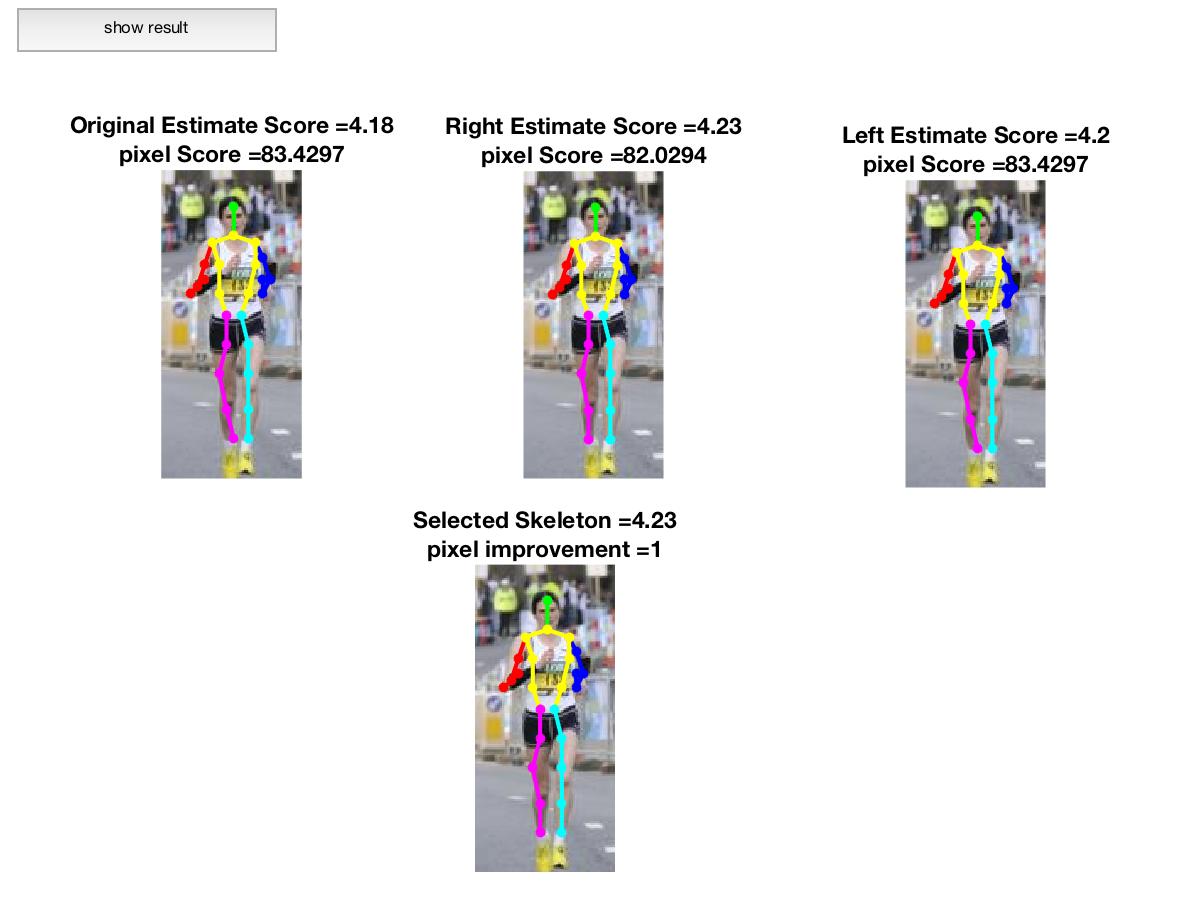 show result
Original Estimate Score =4.18
pixel Score =83.4297
Right Estimate Score =4.23
pixel Score =82.0294
Left Estimate Score =4.2
pixel Score =83.4297
Selected Skeleton =4.23
pixel improvement =1